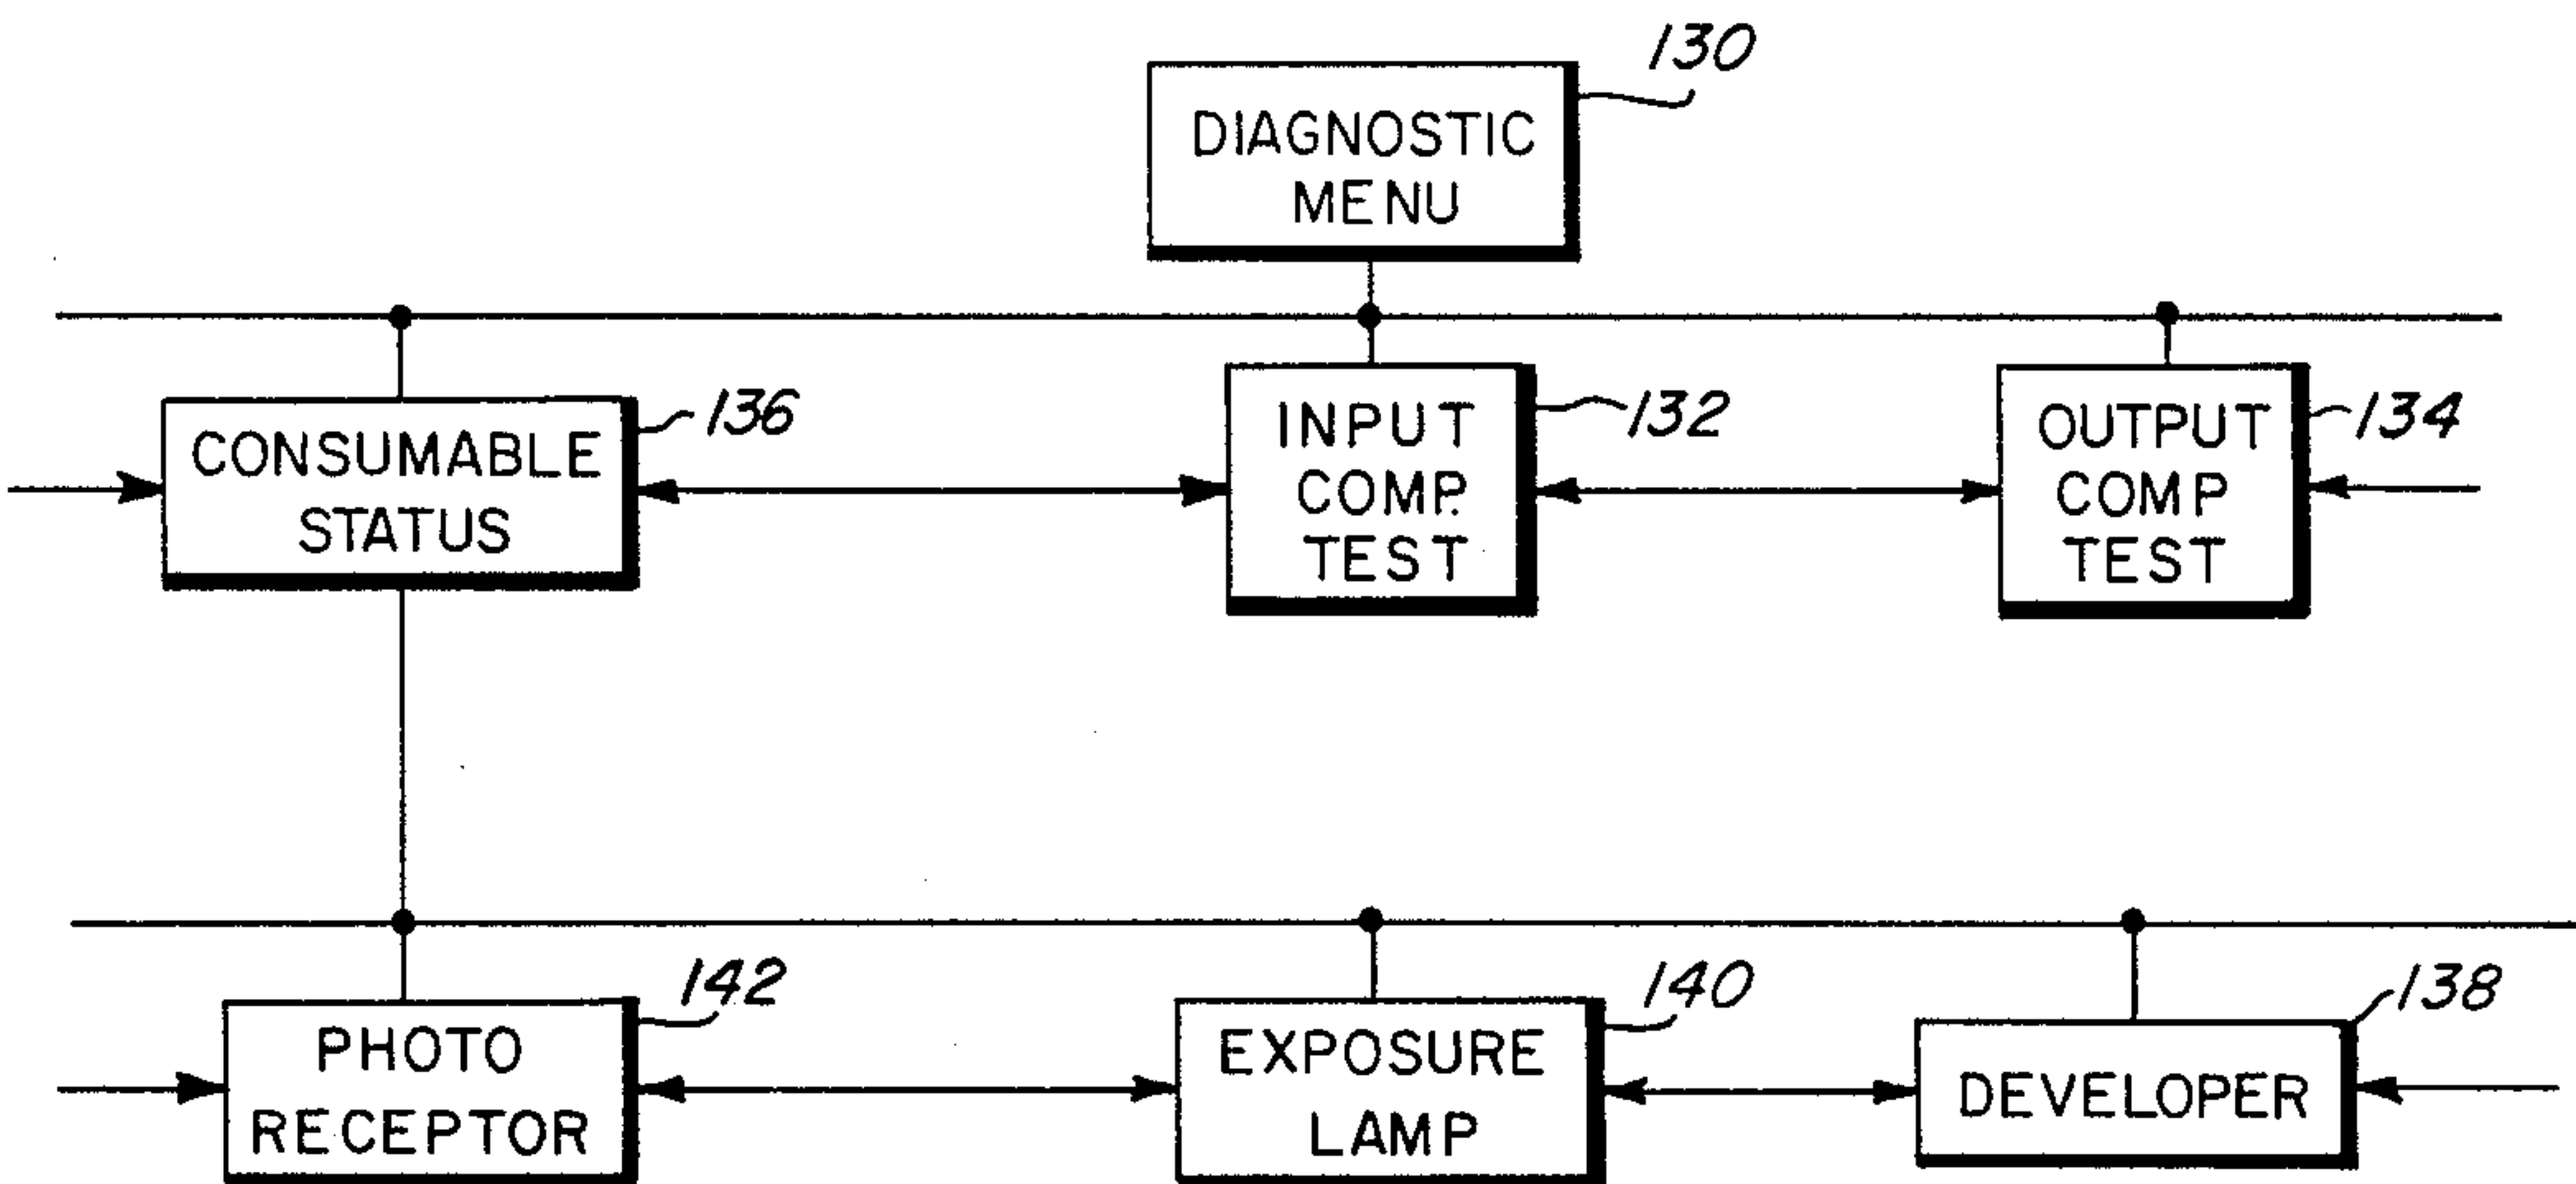 130
DIAGNOSTIC
MENU
136
CONSUMABLE
STATUS
132
INPUT
COMP.
TEST
134
OUTPUT
COMP
TEST
142
PHOTO
RECEPTOR
140
EXPOSURE
LAMP
138
DEVELOPER